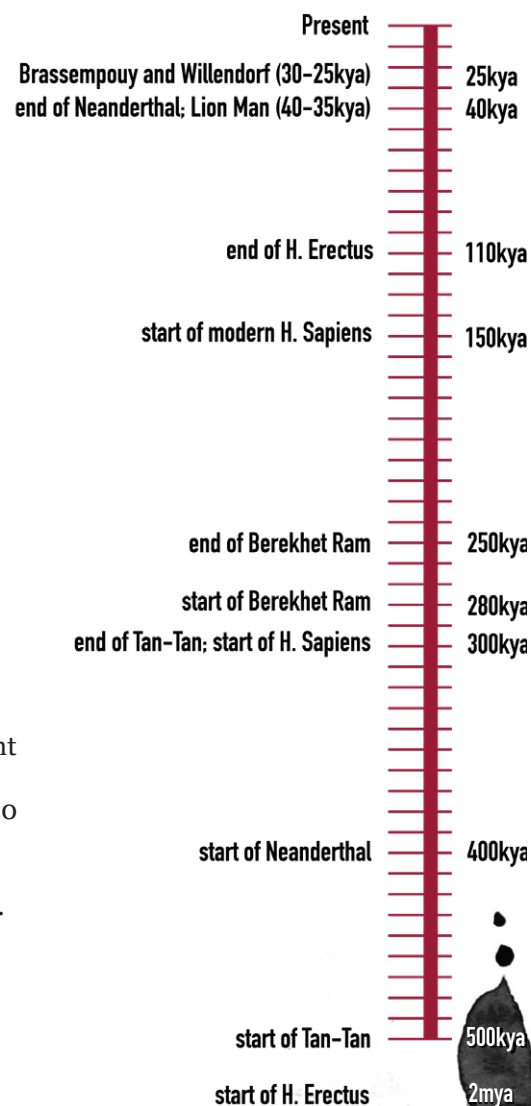 Present
Brassempouy and Willendorf (30-25kya) 25kya
end of Neanderthal; Lion Man (40-35kya) 40kya
end of H. Erectus 110kya
start of modern H. Sapiens 150kya
end of Berekhet Ram 250kya
start of Berekhet Ram 280kya
end of Tan-Tan; start of H. Sapiens 300kya
nt
o
start of Neanderthal 400kya
.
start of Tan-Tan 500kya
start of H. Erectus 2mya